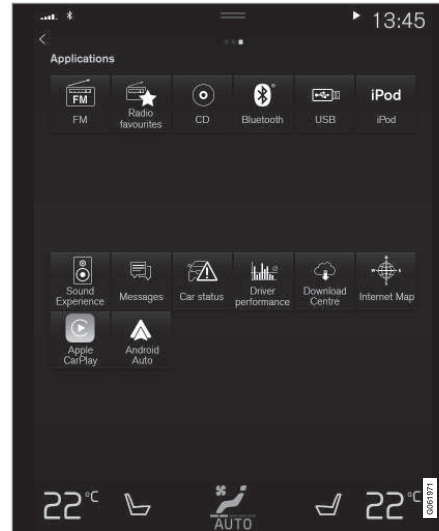 13:45
Applications
FM
iPod
FM
Radio
favourites
CD
Bluetooth
USB
iPod
Sound
Experience
Messages
Car status
Driver
performance
Download
Centre
Internet Map
Apple
CarPlay
Android
Auto
22°C
AUTO
22°C
G061971